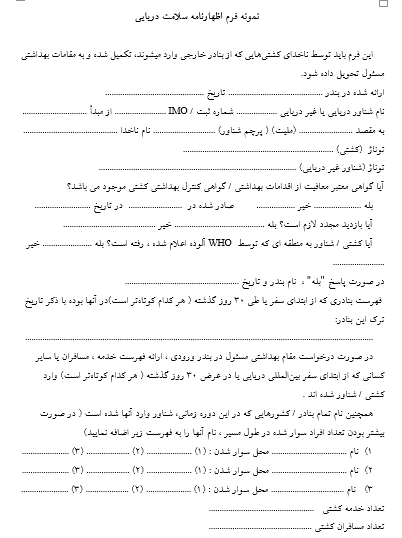 نمونه فرم اظهارنامه سلامت دریایی
این فرم باید توسط ناخدای کشتی‌هایی که از بنادر خارجی وارد میشوند، تکمیل شده و به مقامات بهداشتی
مسئول تحویل داده شود.
ارائه شده در بندر ........................................ تاریخ ........................................
نام شناور دریایی یا غیر دریایی ................ شماره ثبت / IMO .................... از مبدأ ..........................
به مقصد ...................... (ملیت) ( پرچم شناور) .......................... نام ناخدا ......................................
توناژ (کشتی) ............................................................
توناژ (شناور غیر دریایی) ................................................................................
آیا گواهی معتبر معافیت از اقدامات بهداشتی / گواهی کنترل بهداشتی کشتی موجود می باشد؟
بله .................... خیر ................ صادر شده در ...................... در تاریخ ......................
آیا بازدید مجدد لازم است؟ بله .............................. خیر ......................................
آیا کشتی / شناور به منطقه ای که توسط WHO آلوده اعلام شده ، رفته است؟ بله .................... خیر
....................
در صورت پاسخ "بله" ، نام بندر و تاریخ ..............................................
فهرست بنادری که از ابتدای سفر یا طی ۳۰ روز گذشته ( هر کدام کوتاه‌تر است)در آنها بوده با ذکر تاریخ
ترک این بنادر:
................................................................................................................................
در صورت درخواست مقام بهداشتی مسئول در بندر ورودی ، ارائه فهرست خدمه ، مسافران یا سایر
کسانی که از ابتدای سفر بین‌المللی دریایی یا در عرض ۳۰ روز گذشته ( هر کدام کوتاه‌تر است) وارد
کشتی / شناور شده اند .
همچنین نام تمام بنادر / کشورهایی که در این دوره زمانی، شناور وارد آنها شده است ( در صورت
بیشتر بودن تعداد افراد سوار شده در طول مسیر ، نام آنها را به فهرست زیر اضافه نمایید)
۱) نام .............................. محل سوار شدن : (۱) .................. (۲) .................. (۳) ..................
۲) نام .............................. محل سوار شدن : (۱) .................. (۲) .................. (۳) ..................
۳) نام .............................. محل سوار شدن : (۱) .................. (۲) .................. (۳) ..................
تعداد خدمه کشتی ..........................................
تعداد مسافران کشتی ..........................................